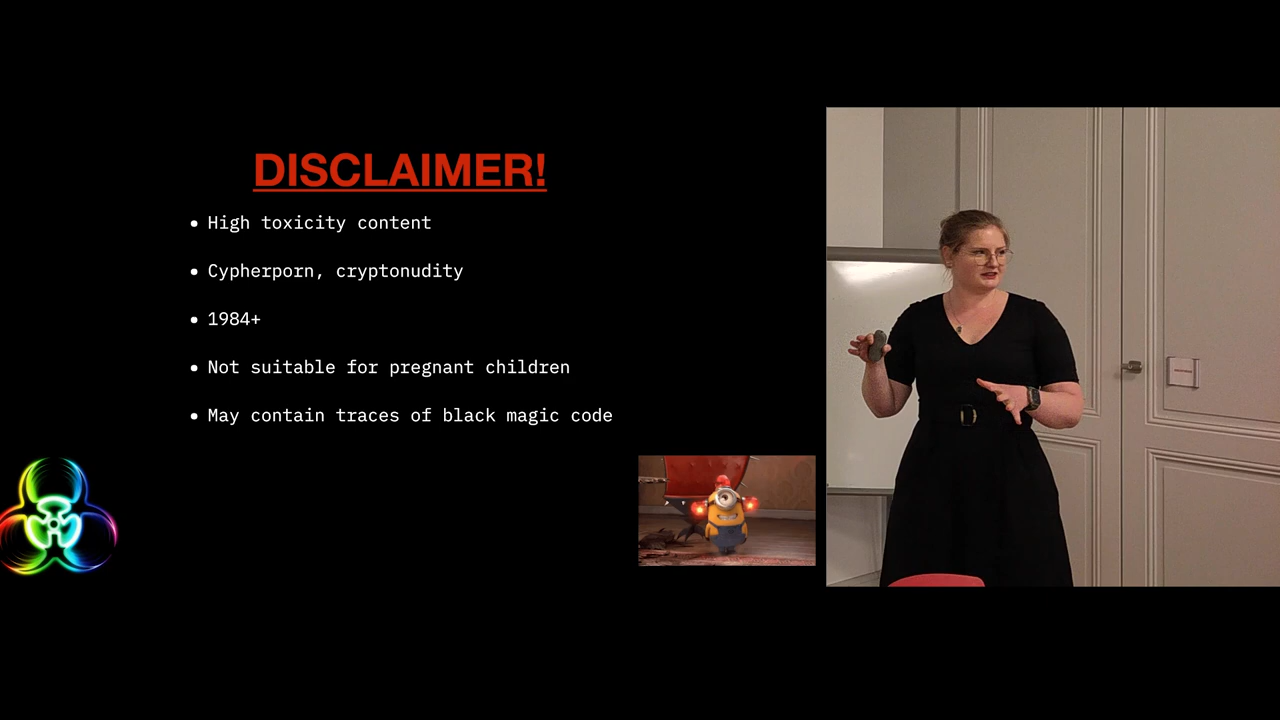 DISCLAIMER!
• High toxicity content
• Cypherporn, cryptonudity
• 1984+
• Not suitable for pregnant children
• May contain traces of black magic code